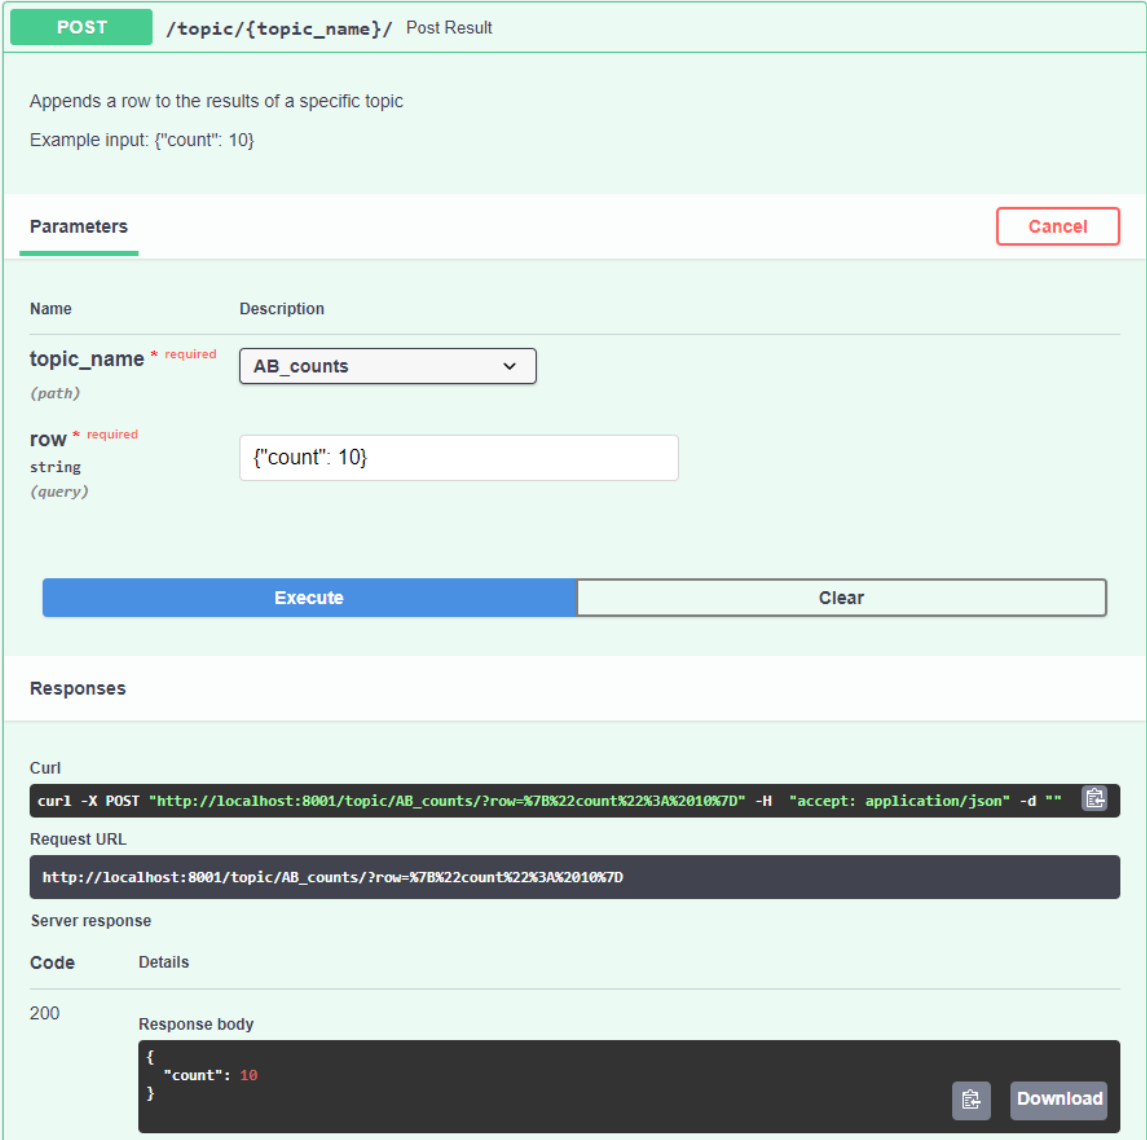 POST /topic/{topic_name}/ Post Result
Appends a row to the results of a specific topic
Example input: {"count": 10}
Parameters Cancel
Name Description
topic_name * required AB_counts
(path)
row * required
string {"count": 10}
(query)
Execute Clear
Responses
Curl
curl -X POST "http://localhost:8001/topic/AB_counts/?row=%7B%22count%22%3A%2010%7D" -H  "accept: application/json" -d ""
Request URL
http://localhost:8001/topic/AB_counts/?row=%7B%22count%22%3A%2010%7D
Server response
Code Details
200
Response body
{
  "count": 10
}
Download